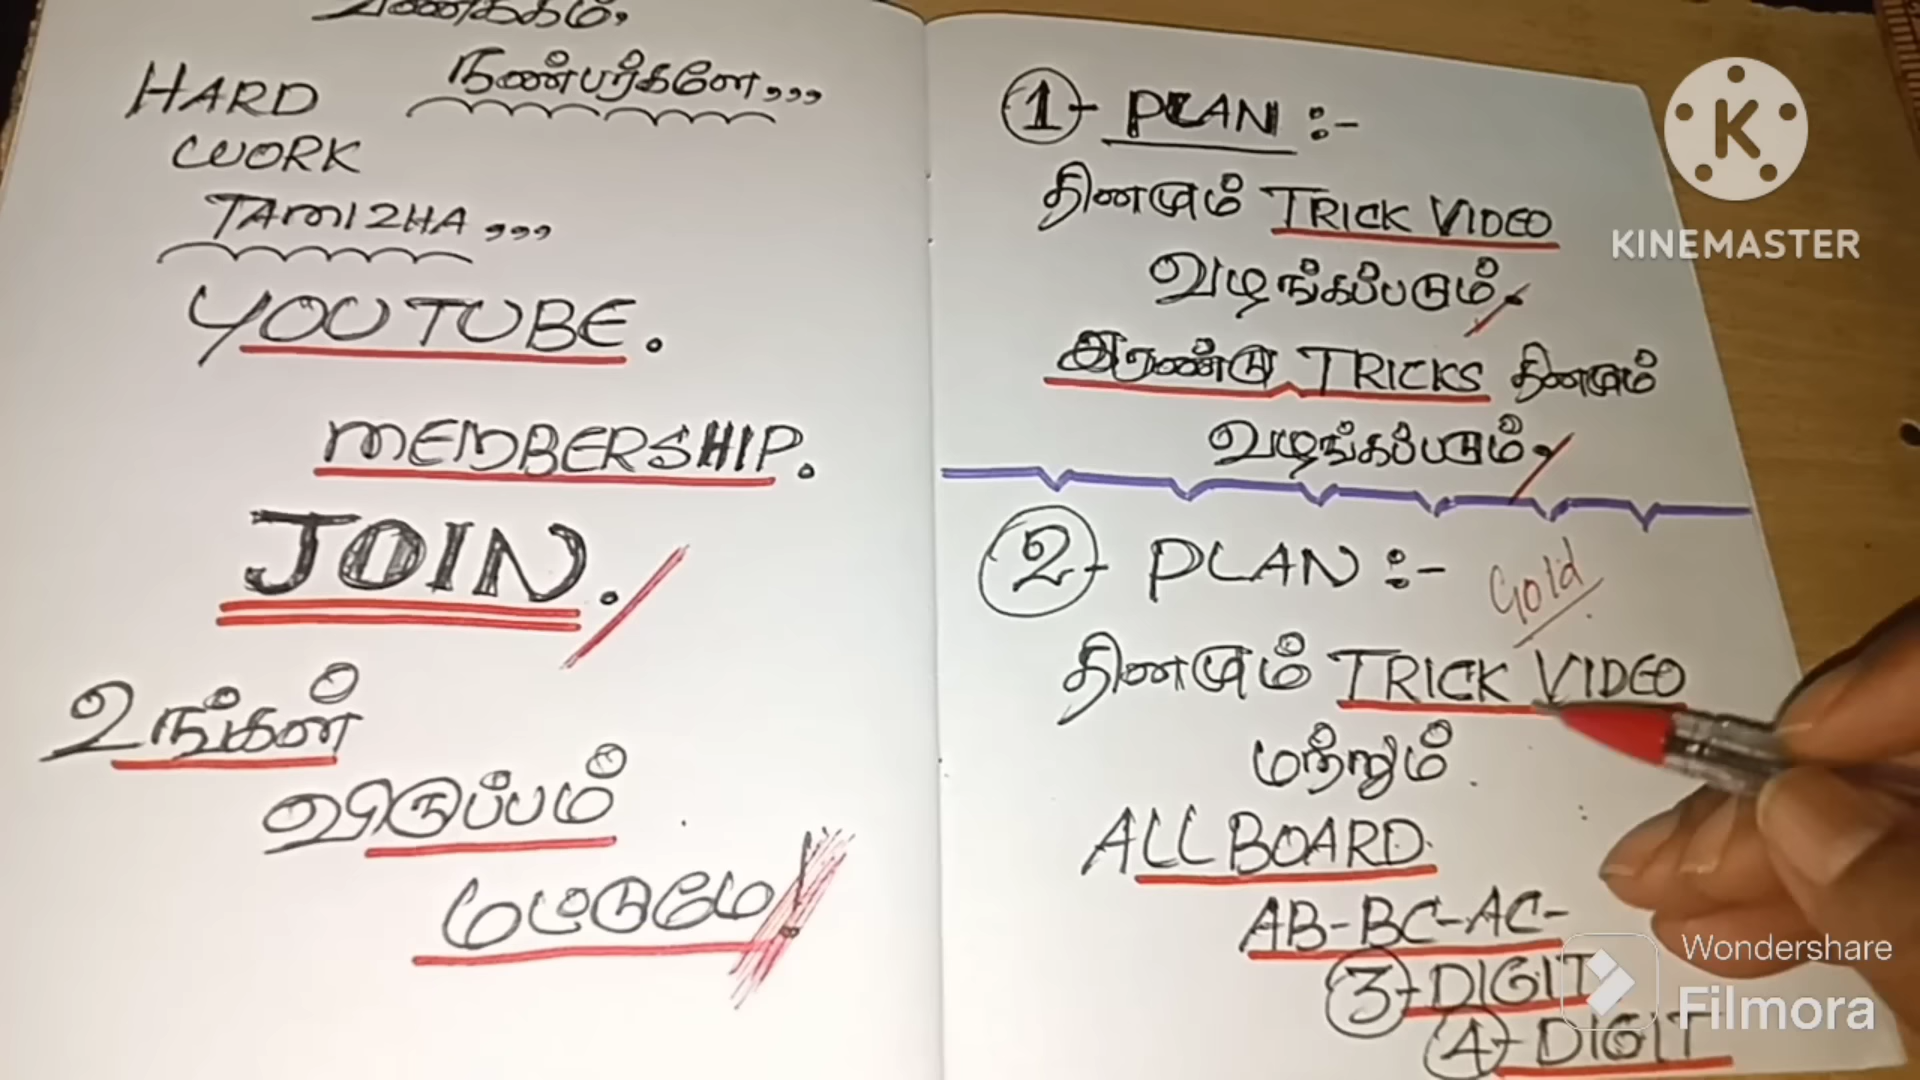 வணக்கம்,
நண்பர்களே,,,
HARD
WORK
TAMIZHA,,,
YOUTUBE.
MEMBERSHIP.
JOIN.
உங்கள்
விருப்பம்
மட்டுமே!
1- PLAN :-
தினமும் TRICK VIDEO
வழங்கப்படும்.
இரண்டு TRICKS தினமும்
வழங்கப்படும்.
2- PLAN :-
Gold
தினமும் TRICK VIDEO
மற்றும்
ALL BOARD.
AB-BC-AC-
3-DIGIT
4-DIGIT
K
KINEMASTER
Wondershare
Filmora